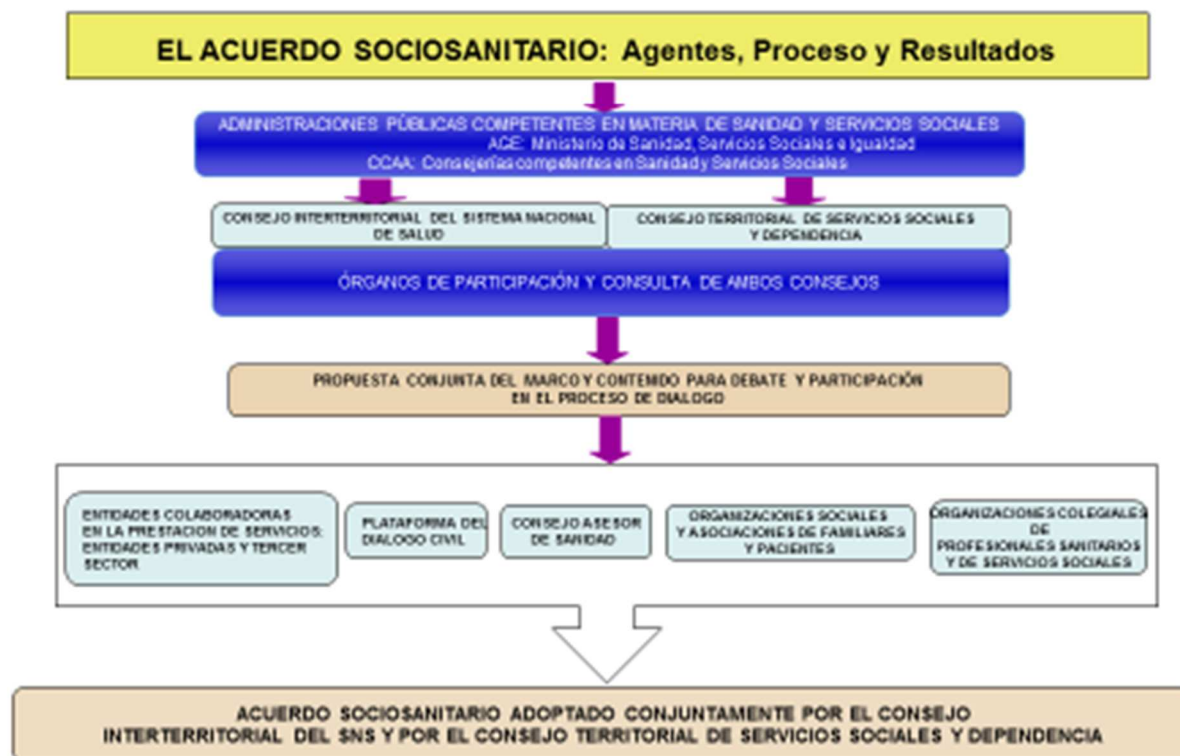 EL ACUERDO SOCIOSANITARIO: Agentes, Proceso y Resultados
ADMINISTRACIONES PÚBLICAS COMPETENTES EN MATERIA DE SANIDAD Y SERVICIOS SOCIALES
AGE: Ministerio de Sanidad, Servicios Sociales e Igualdad
CCAA: Consejerías competentes en Sanidad y Servicios Sociales
CONSEJO INTERTERRITORIAL DEL SISTEMA NACIONAL
DE SALUD
CONSEJO TERRITORIAL DE SERVICIOS SOCIALES
Y DEPENDENCIA
ÓRGANOS DE PARTICIPACIÓN Y CONSULTA DE AMBOS CONSEJOS
PROPUESTA CONJUNTA DEL MARCO Y CONTENIDO PARA DEBATE Y PARTICIPACIÓN
EN EL PROCESO DE DIALOGO
ENTIDADES COLABORADORAS
EN LA PRESTACION DE SERVICIOS:
ENTIDADES PRIVADAS Y TERCER
SECTOR
PLATAFORMA DEL
DIALOGO CIVIL
CONSEJO ASESOR
DE SANIDAD
ORGANIZACIONES SOCIALES
Y ASOCIACIONES DE FAMILIARES
Y PACIENTES
ORGANIZACIONES COLEGIALES
DE
PROFESIONALES SANITARIOS
Y DE SERVICIOS SOCIALES
ACUERDO SOCIOSANITARIO ADOPTADO CONJUNTAMENTE POR EL CONSEJO
INTERTERRITORIAL DEL SNS Y POR EL CONSEJO TERRITORIAL DE SERVICIOS SOCIALES Y DEPENDENCIA